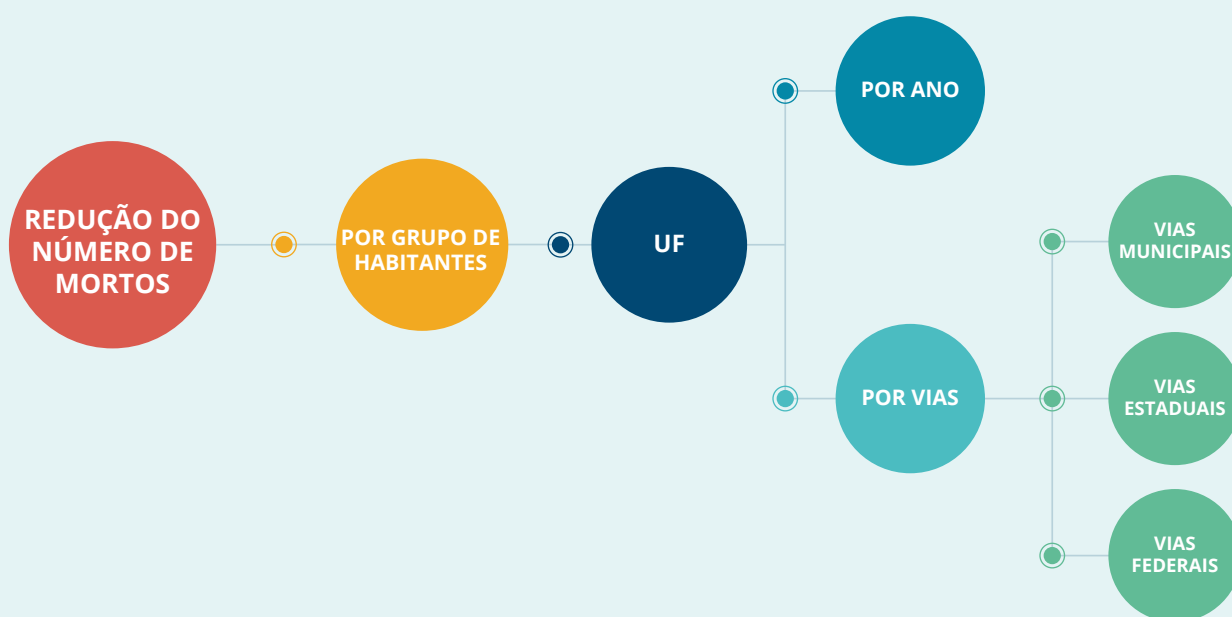 REDUÇÃO DO
NÚMERO DE
MORTOS
POR GRUPO DE
HABITANTES
UF
POR ANO
POR VIAS
VIAS
MUNICIPAIS
VIAS
ESTADUAIS
VIAS
FEDERAIS